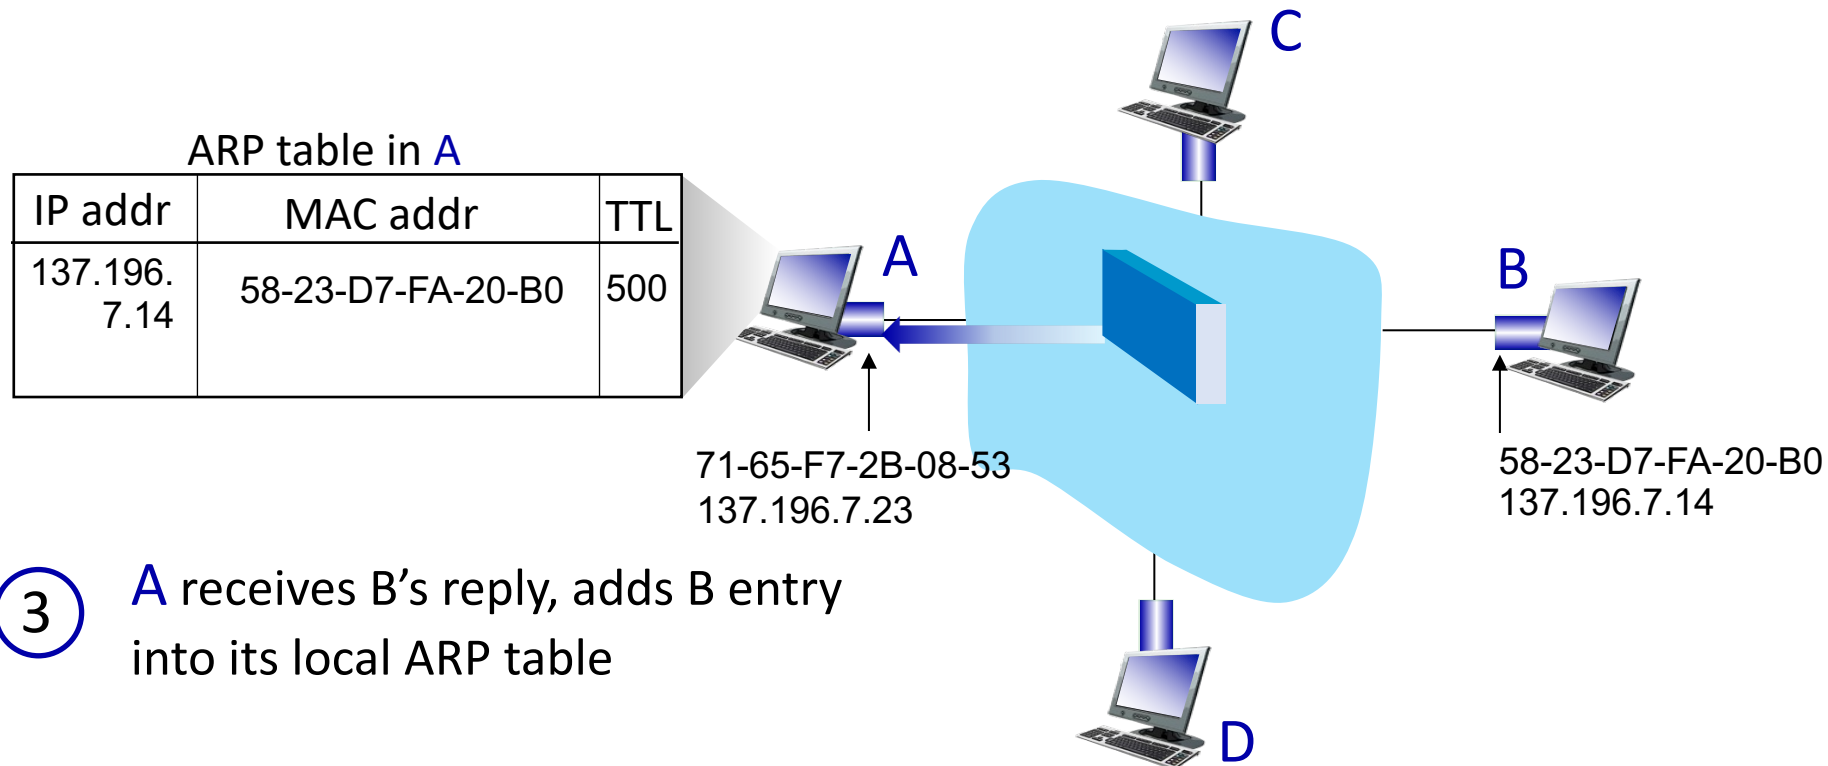 C
ARP table in A
IP addr MAC addr TTL
137.196.
7.14 58-23-D7-FA-20-B0 500
A
B
71-65-F7-2B-08-53
137.196.7.23
58-23-D7-FA-20-B0
137.196.7.14
3
A receives B’s reply, adds B entry
into its local ARP table
D